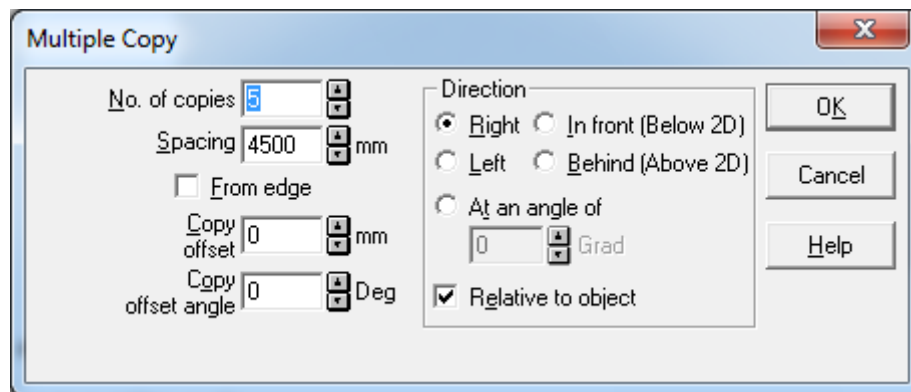 Multiple Copy
No. of copies 5
Spacing 4500 mm
From edge
Copy
offset 0 mm
Copy
offset angle 0 Deg
Direction
Right In front (Below 2D)
Left Behind (Above 2D)
At an angle of
0 Grad
Relative to object
OK
Cancel
Help